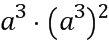 a³ · (a³)²